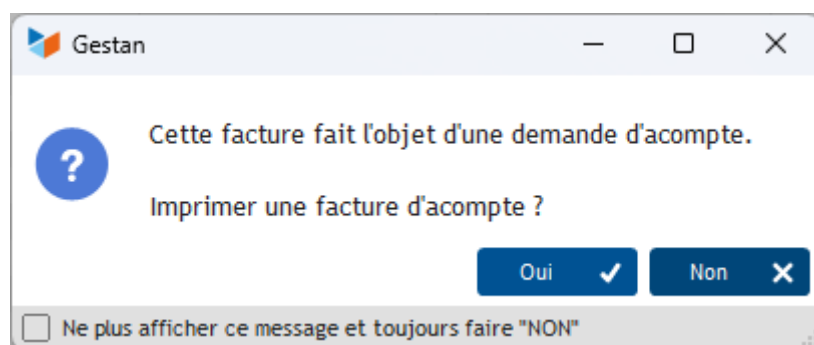 Gestan
Cette facture fait l'objet d'une demande d'acompte.
Imprimer une facture d'acompte ?
Oui
Non
Ne plus afficher ce message et toujours faire "NON"